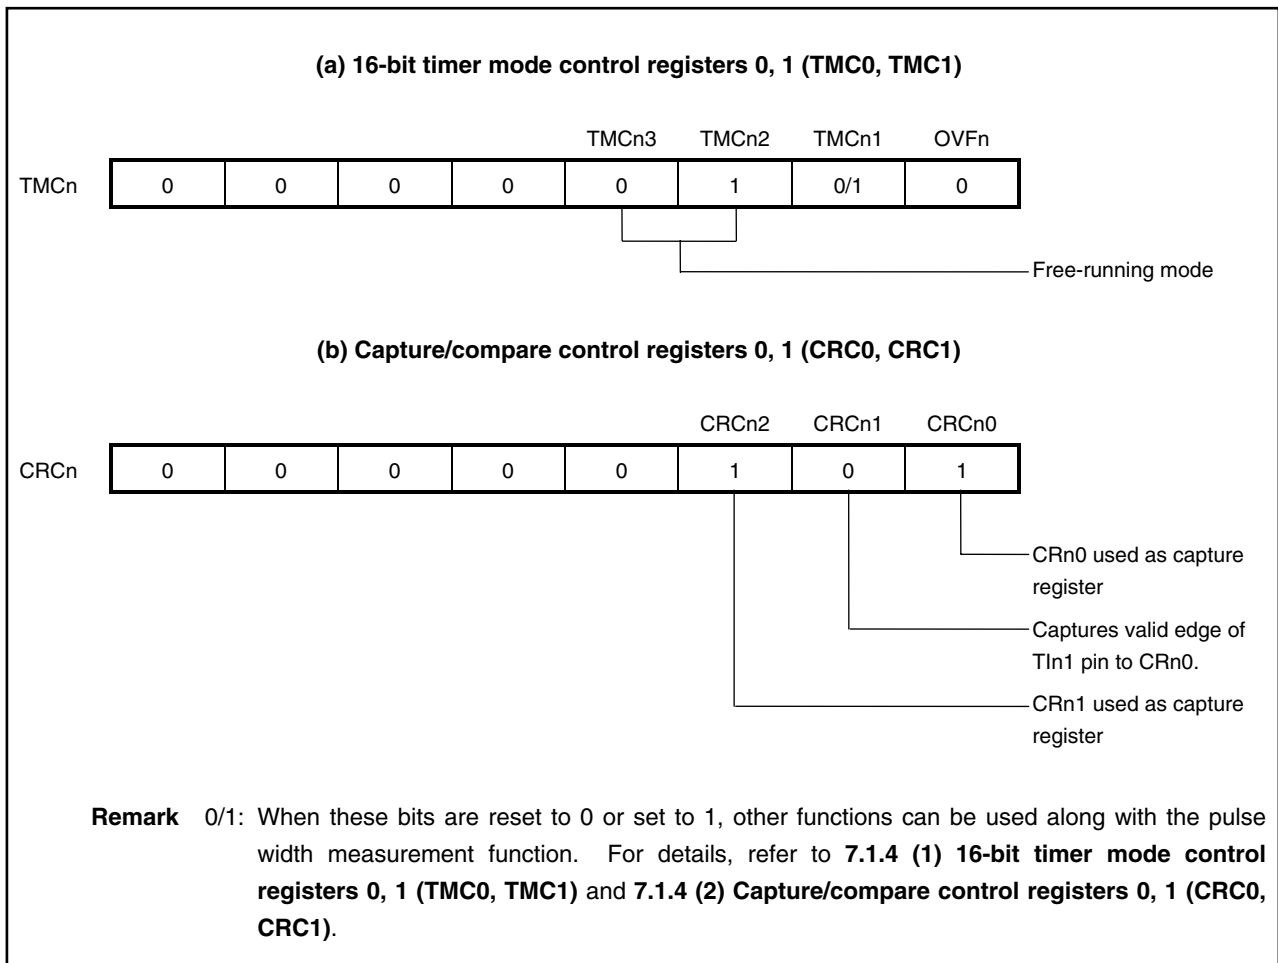 (a) 16-bit timer mode control registers 0, 1 (TMC0, TMC1)
TMCn3 TMCn2 TMCn1 OVFn
TMCn 0 0 0 0 0 1 0/1 0
Free-running mode
(b) Capture/compare control registers 0, 1 (CRC0, CRC1)
CRCn2 CRCn1 CRCn0
CRCn 0 0 0 0 0 1 0 1
CRn0 used as capture
register
Captures valid edge of
TIn1 pin to CRn0.
CRn1 used as capture
register
Remark 0/1: When these bits are reset to 0 or set to 1, other functions can be used along with the pulse
width measurement function. For details, refer to 7.1.4 (1) 16-bit timer mode control
registers 0, 1 (TMC0, TMC1) and 7.1.4 (2) Capture/compare control registers 0, 1 (CRC0,
CRC1).